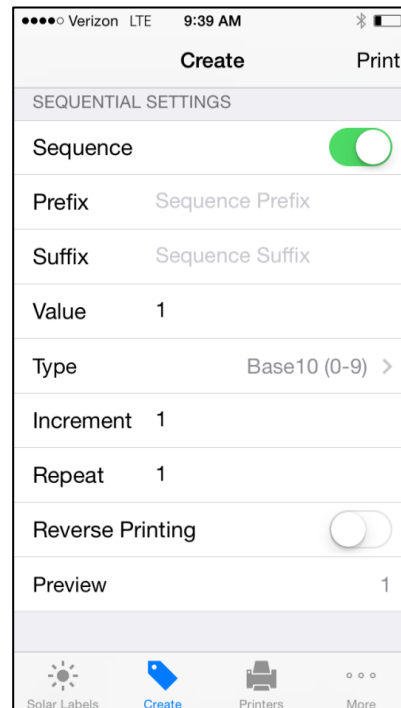 Verizon LTE 9:39 AM
Create Print
SEQUENTIAL SETTINGS
Sequence
Prefix Sequence Prefix
Suffix Sequence Suffix
Value 1
Type Base10 (0-9) >
Increment 1
Repeat 1
Reverse Printing
Preview 1
Solar Labels Create Printers More